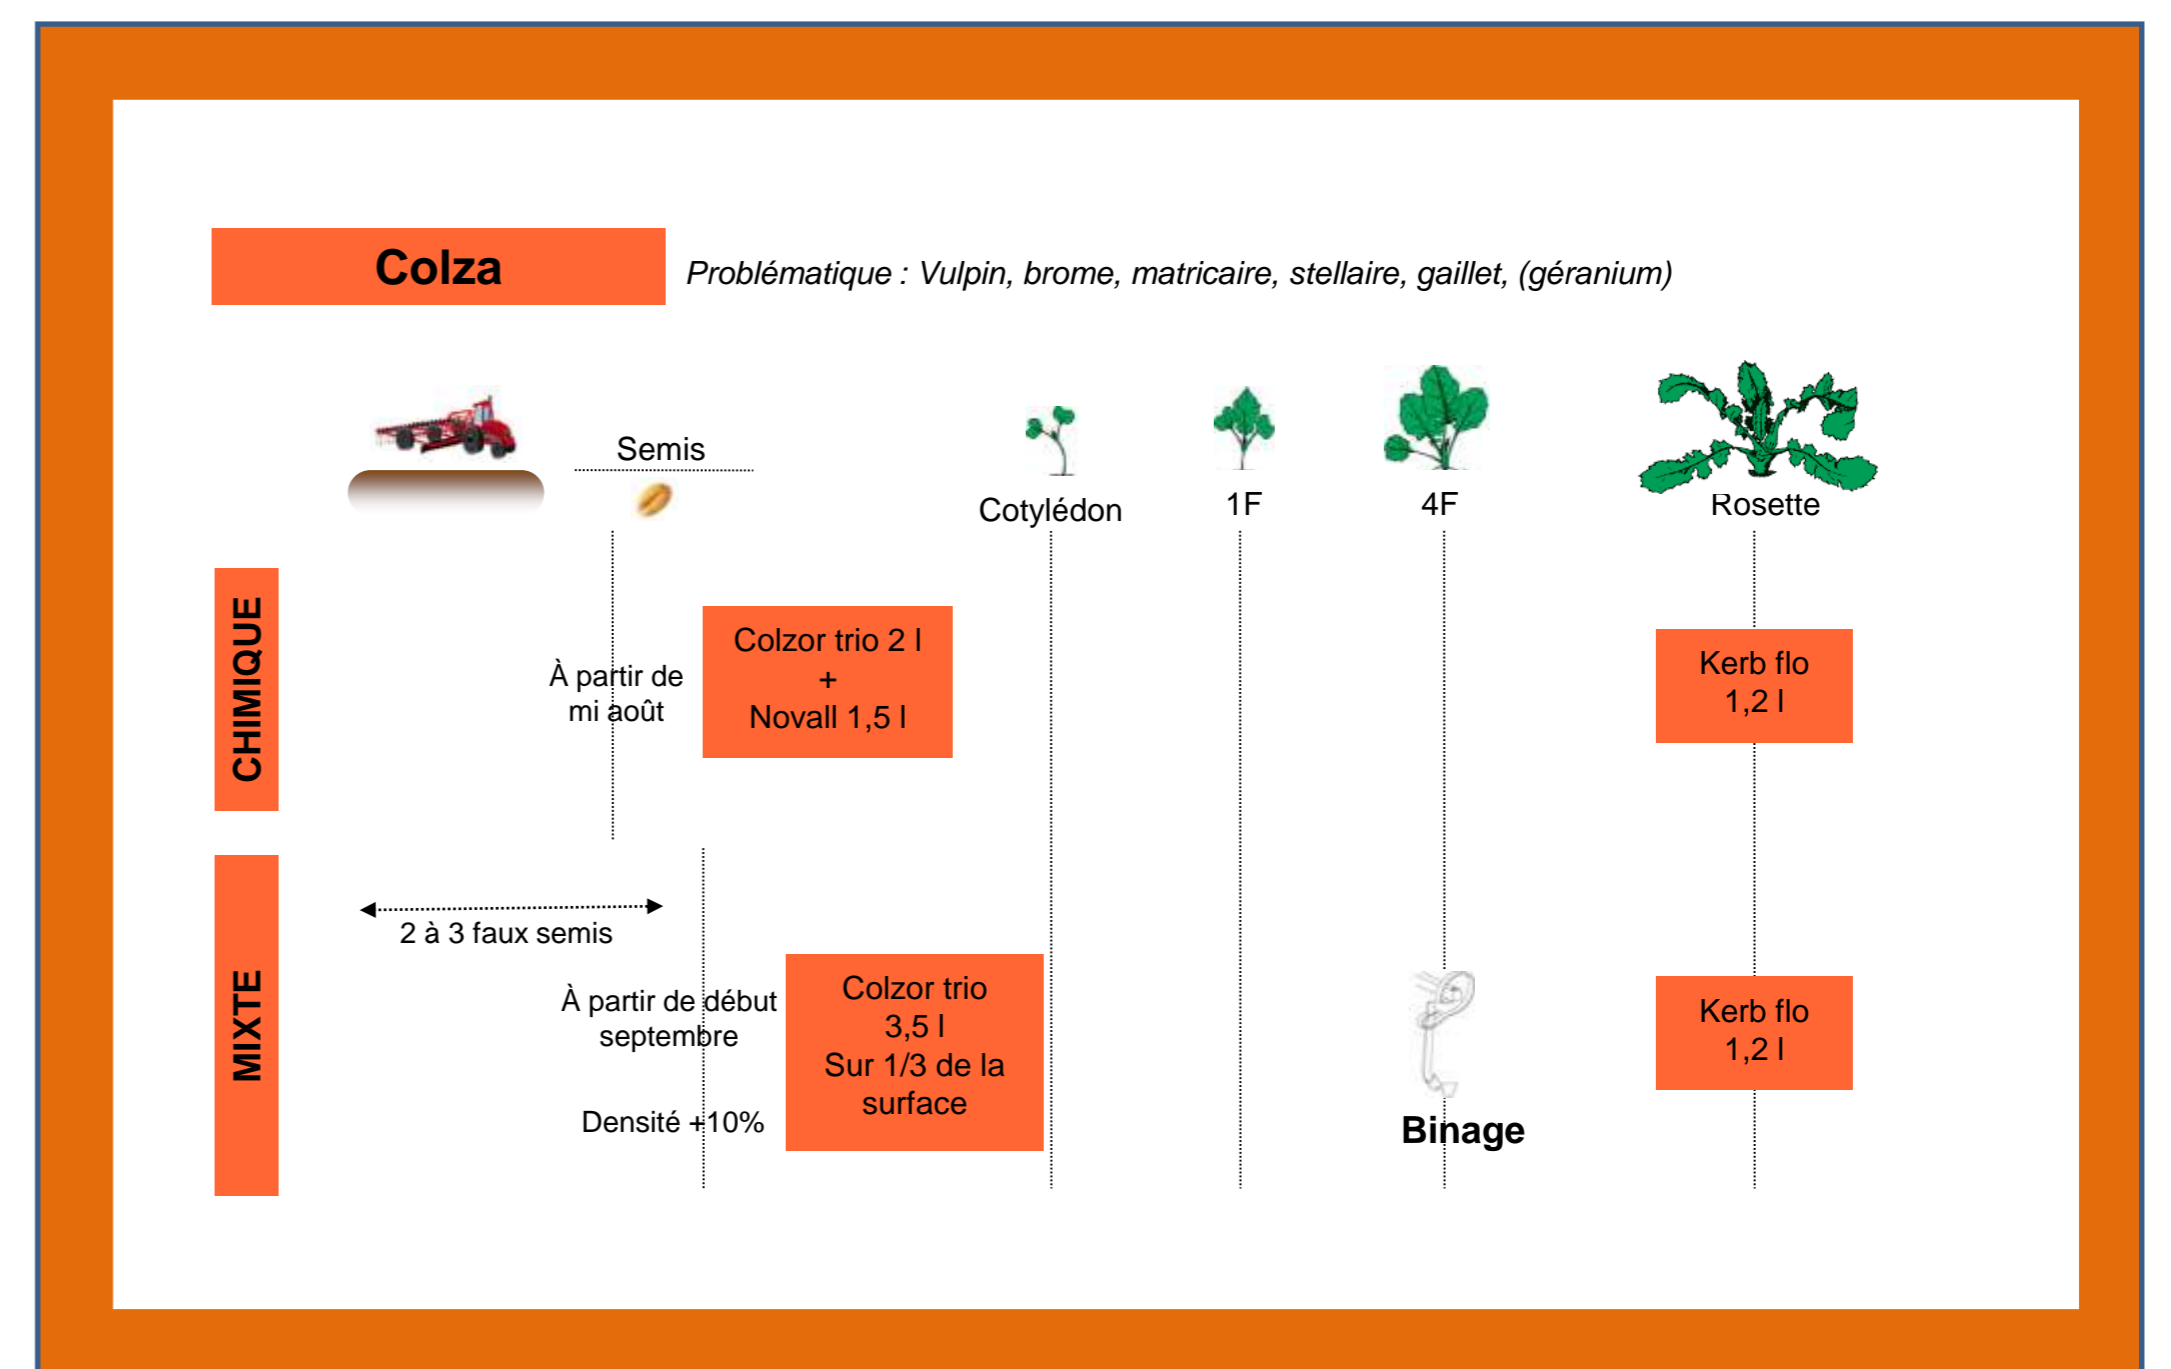 Colza
Problématique : Vulpin, brome, matricaire, stellaire, gaillet, (géranium)
Semis
Cotylédon
1F
4F
Rosette
CHIMIQUE
À partir de
mi août
Colzor trio 2 l
+
Novall 1,5 l
Kerb flo
1,2 l
MIXTE
2 à 3 faux semis
À partir de début
septembre
Densité +10%
Colzor trio
3,5 l
Sur 1/3 de la
surface
Binage
Kerb flo
1,2 l